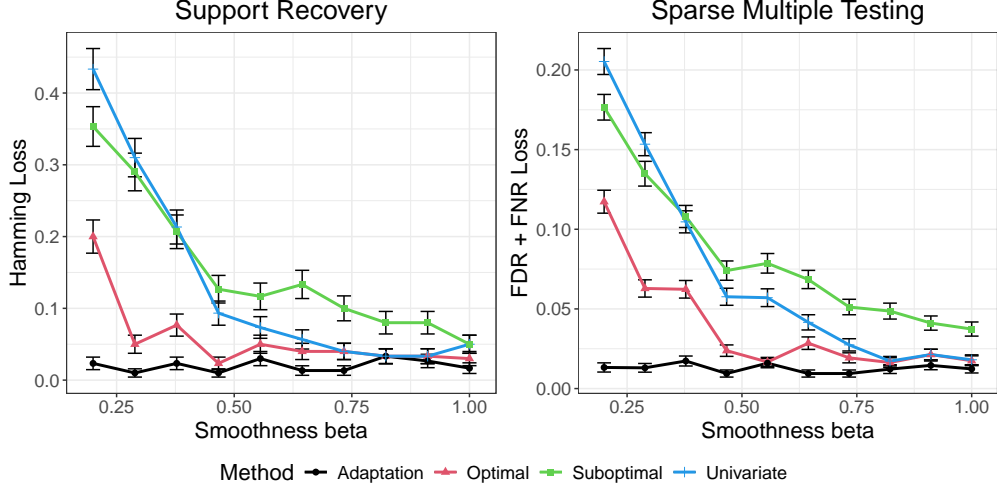 Support Recovery
Hamming Loss
0.4
0.3
0.2
0.1
0.0
0.25 0.50 0.75 1.00
Smoothness beta
Sparse Multiple Testing
FDR + FNR Loss
0.20
0.15
0.10
0.05
0.00
0.25 0.50 0.75 1.00
Smoothness beta
Method Adaptation Optimal Suboptimal Univariate